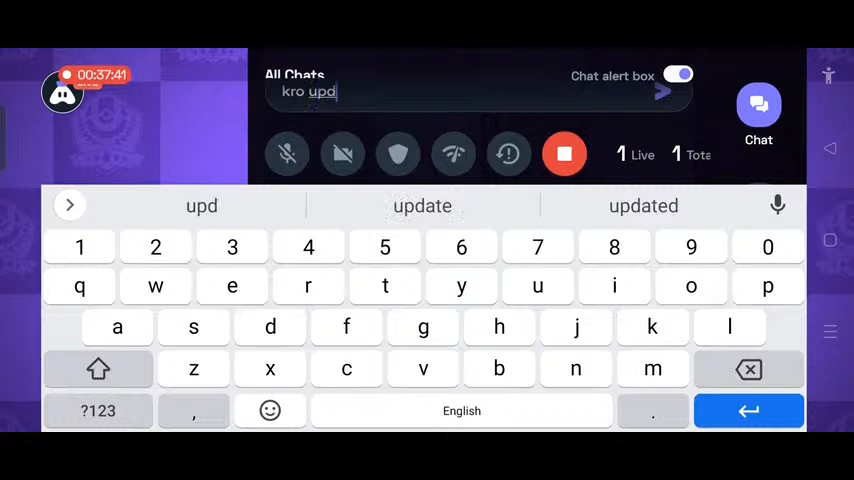 00:37:41
All Chats
Chat alert box
kro upd
Chat
1 Live 1 Tota
upd update updated
1 2 3 4 5 6 7 8 9 0
q w e r t y u i o p
a s d f g h j k l
z x c v b n m
?123 , English .